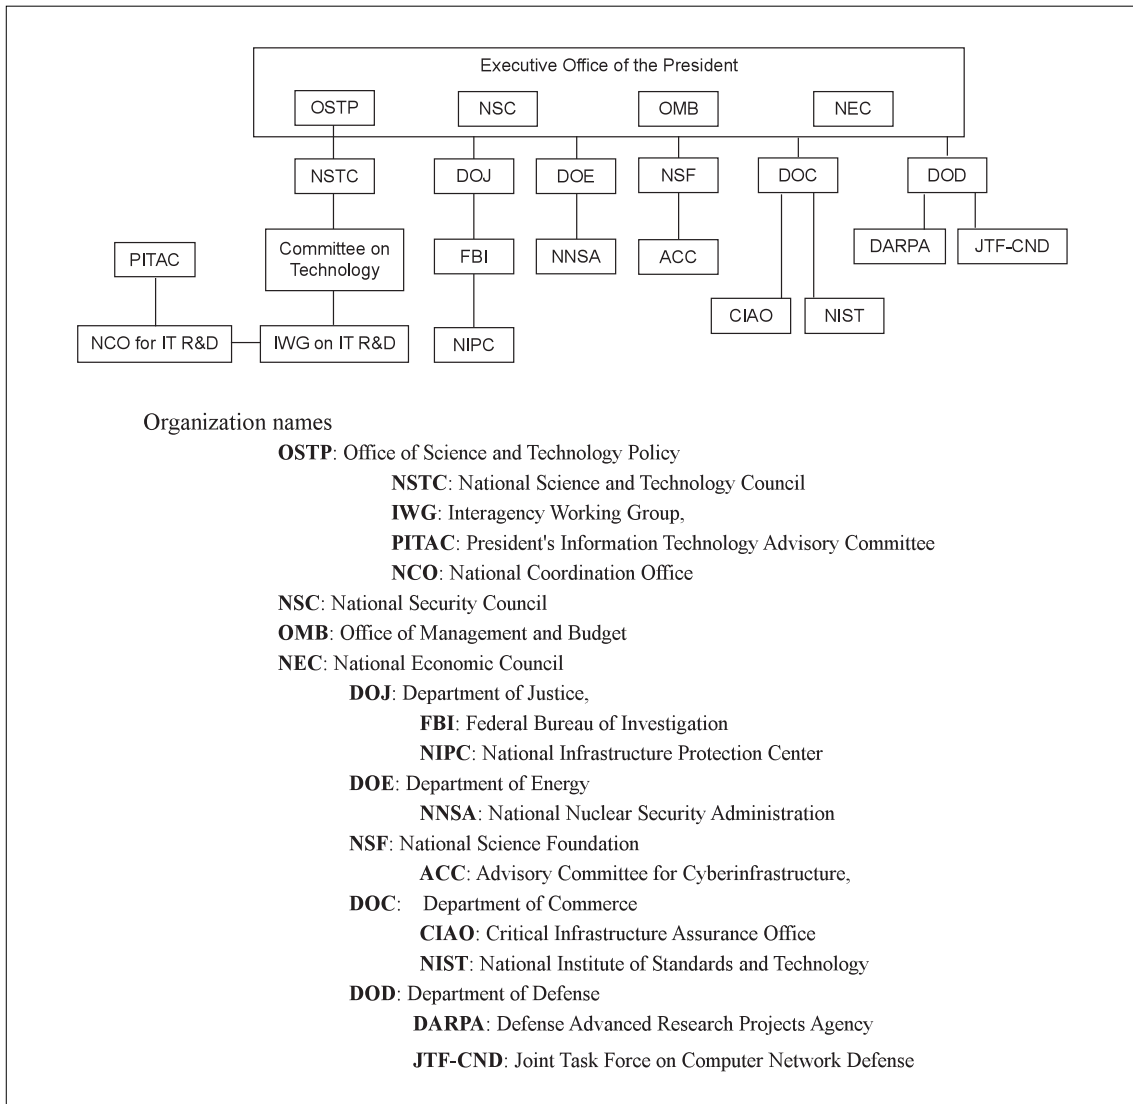 Executive Office of the President
OSTP
NSC
OMB
NEC
NSTC
DOJ
DOE
NSF
DOC
DOD
Committee on
Technology
PITAC
FBI
NNSA
ACC
DARPA
JTF-CND
CIAO
NIST
NCO for IT R&D
IWG on IT R&D
NIPC
Organization names
OSTP: Office of Science and Technology Policy
NSTC: National Science and Technology Council
IWG: Interagency Working Group,
PITAC: President's Information Technology Advisory Committee
NCO: National Coordination Office
NSC: National Security Council
OMB: Office of Management and Budget
NEC: National Economic Council
DOJ: Department of Justice,
FBI: Federal Bureau of Investigation
NIPC: National Infrastructure Protection Center
DOE: Department of Energy
NNSA: National Nuclear Security Administration
NSF: National Science Foundation
ACC: Advisory Committee for Cyberinfrastructure,
DOC: Department of Commerce
CIAO: Critical Infrastructure Assurance Office
NIST: National Institute of Standards and Technology
DOD: Department of Defense
DARPA: Defense Advanced Research Projects Agency
JTF-CND: Joint Task Force on Computer Network Defense